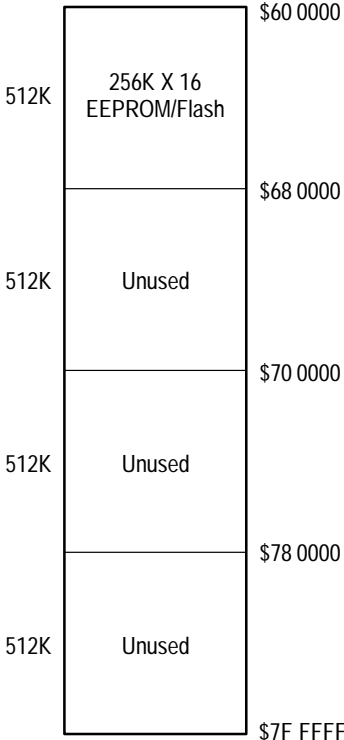 $60 0000
512K
256K X 16
EEPROM/Flash
$68 0000
512K
Unused
$70 0000
512K
Unused
$78 0000
512K
Unused
$7F FFFF